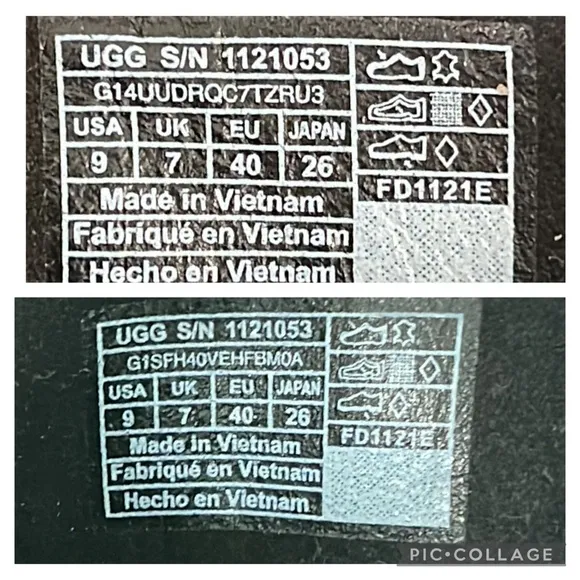 UGG S/N 1121053
G14UUDRQC7TZRU3
USA UK EU JAPAN
9 7 40 26
Made in Vietnam
Fabriqué en Vietnam
Hecho en Vietnam
FD1121E
UGG S/N 1121053
G1SFH40VEHFBM0A
USA UK EU JAPAN
9 7 40 26
Made in Vietnam
Fabriqué en Vietnam
Hecho en Vietnam
FD1121E
PIC•COLLAGE